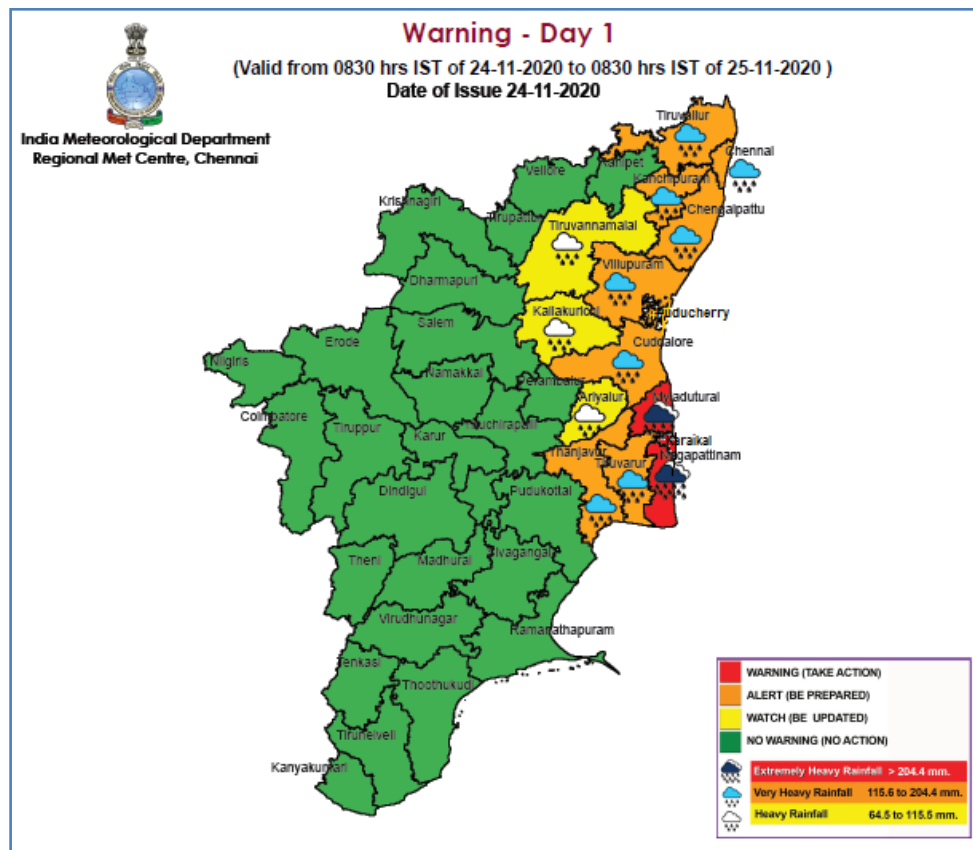 Warning - Day 1
(Valid from 0830 hrs IST of 24-11-2020 to 0830 hrs IST of 25-11-2020 )
Date of Issue 24-11-2020
India Meteorological Department
Regional Met Centre, Chennai
Tiruvallur
Chennai
Ranipet
Vellore
Kanchipuram
Krishnagiri
Chengalpattu
Tirupattur
Tiruvannamalai
Villupuram
Dharmapuri
Puducherry
Kallakurichi
Salem
Erode
Cuddalore
Nilgiris
Namakkal
Perambalur
Ariyalur
Myladuturai
Coimbatore
Tiruppur
Karur
Tiruchirapalli
Karaikal
Thanjavur
Nagapattinam
Tiruvarur
Dindigul
Pudukottai
Theni
Madhurai
Sivagangai
Virudhunagar
Ramanathapuram
Tenkasi
Thoothukudi
Tirunelveli
Kanyakumari
WARNING (TAKE ACTION)
ALERT (BE PREPARED)
WATCH (BE UPDATED)
NO WARNING (NO ACTION)
Extremely Heavy Rainfall > 204.4 mm.
Very Heavy Rainfall 115.6 to 204.4 mm.
Heavy Rainfall 64.5 to 115.5 mm.